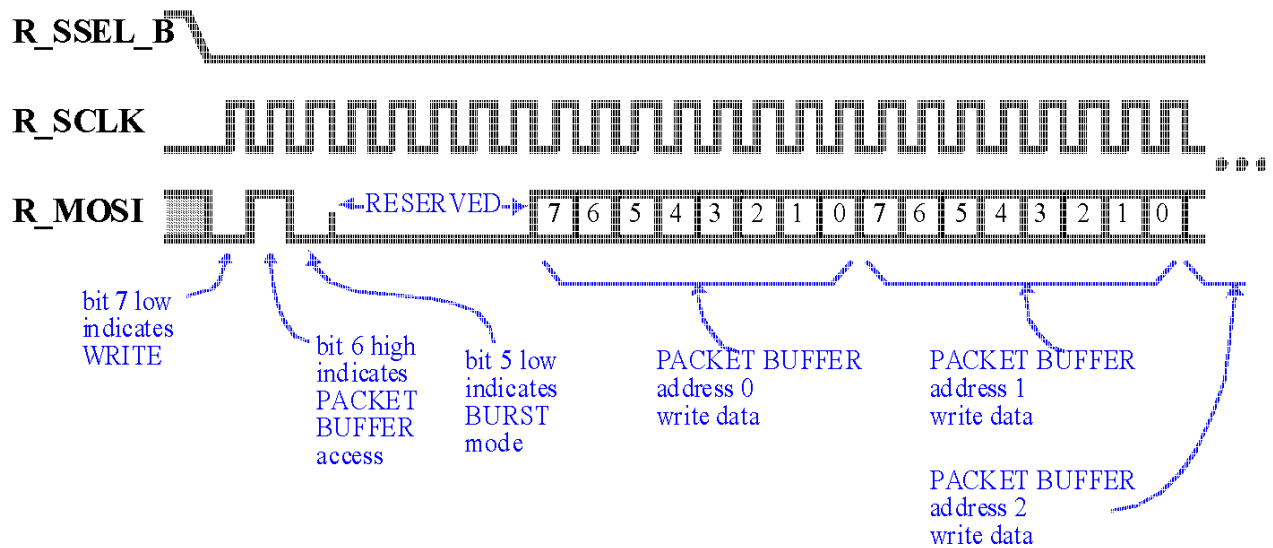 R_SSEL_B
R_SCLK
R_MOSI
RESERVED
7 6 5 4 3 2 1 0 7 6 5 4 3 2 1 0
bit 7 low
indicates
WRITE
bit 6 high
indicates
PACKET
BUFFER
access
bit 5 low
indicates
BURST
mode
PACKET BUFFER
address 0
write data
PACKET BUFFER
address 1
write data
PACKET BUFFER
address 2
write data